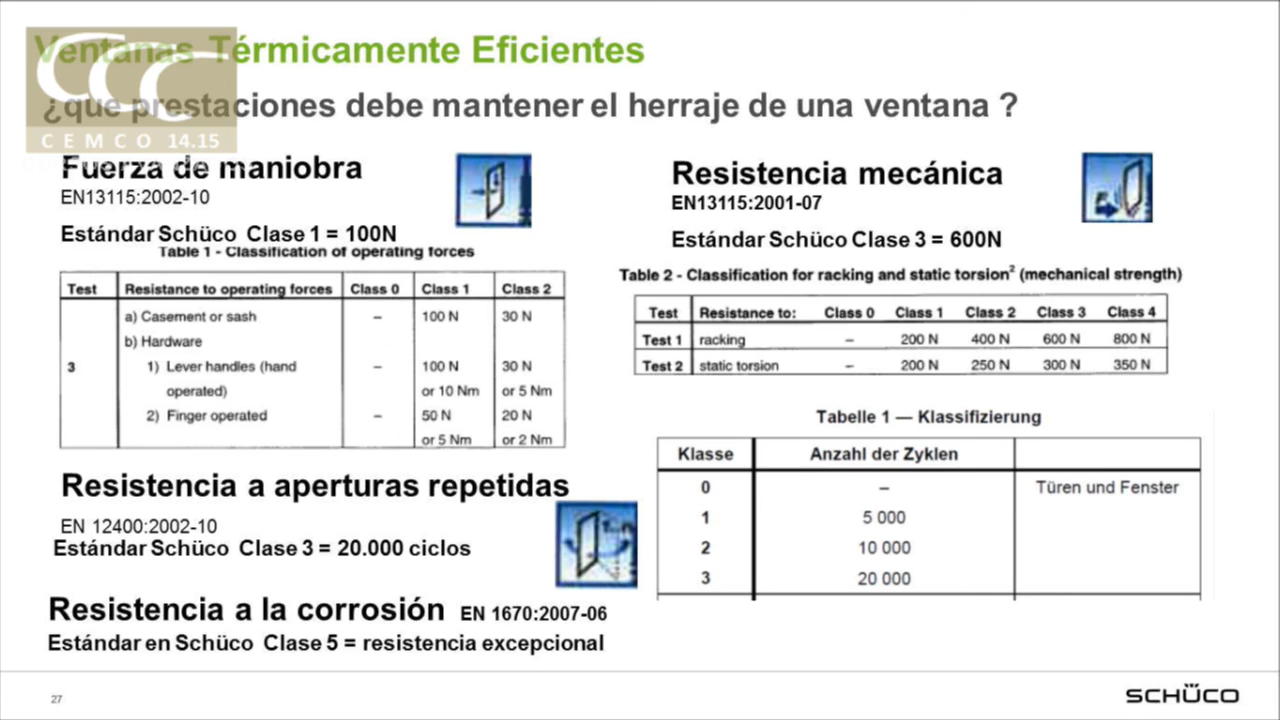 Ventanas Térmicamente Eficientes
¿qué prestaciones debe mantener el herraje de una ventana ?
CCC
CEMCO 14.15
Fuerza de maniobra
EN13115:2002-10
Estándar Schüco Clase 1 = 100N
Table 1 - Classification of operating forces
Test Resistance to operating forces Class 0 Class 1 Class 2
a) Casement or sash – 100 N 30 N
b) Hardware
3 1) Lever handles (hand – 100 N 30 N
operated) or 10 Nm or 5 Nm
2) Finger operated – 50 N 20 N
or 5 Nm or 2 Nm
Resistencia mecánica
EN13115:2001-07
Estándar Schüco Clase 3 = 600N
Table 2 - Classification for racking and static torsion² (mechanical strength)
Test Resistance to: Class 0 Class 1 Class 2 Class 3 Class 4
Test 1 racking – 200 N 400 N 600 N 800 N
Test 2 static torsion – 200 N 250 N 300 N 350 N
Resistencia a aperturas repetidas
EN 12400:2002-10
Estándar Schüco Clase 3 = 20.000 ciclos
Tabelle 1 — Klassifizierung
Klasse Anzahl der Zyklen
0 – Türen und Fenster
1 5 000
2 10 000
3 20 000
Resistencia a la corrosión EN 1670:2007-06
Estándar en Schüco Clase 5 = resistencia excepcional
27
SCHÜCO